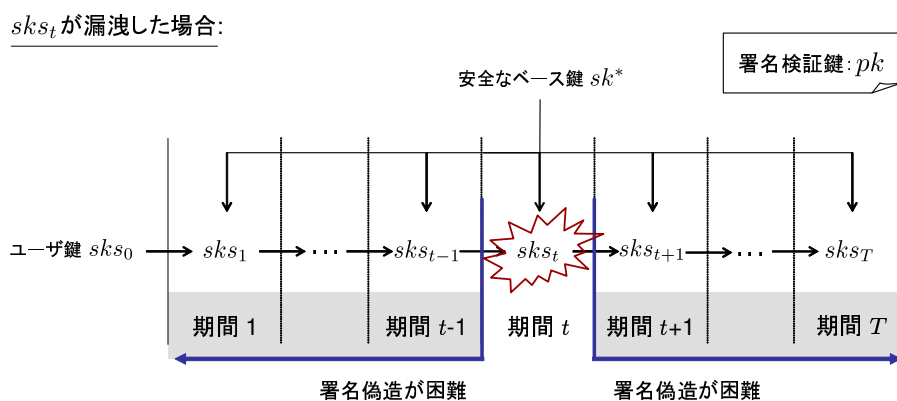 sks_t が漏洩した場合:
署名検証鍵: pk
安全なベース鍵 sk*
ユーザ鍵 sks_0 sks_1 ... sks_{t-1} sks_t sks_{t+1} ... sks_T
期間 1 期間 t-1 期間 t 期間 t+1 期間 T
署名偽造が困難 署名偽造が困難